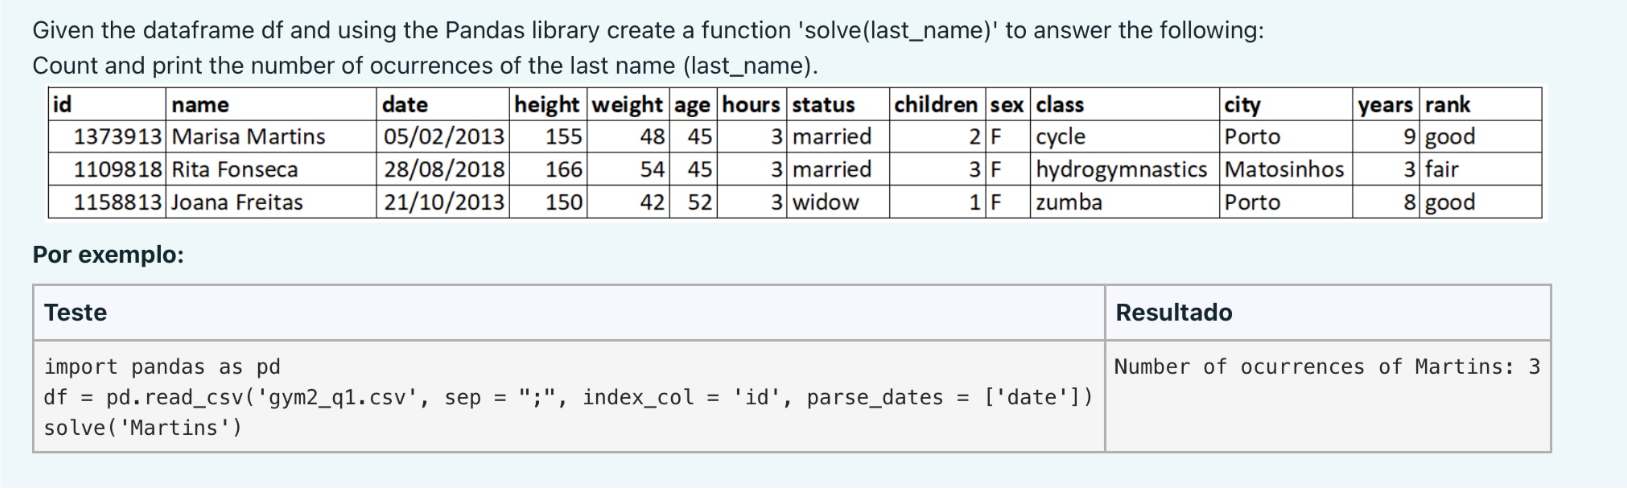 Given the dataframe df and using the Pandas library create a function 'solve(last_name)' to answer the following:
Count and print the number of ocurrences of the last name (last_name).
id name date height weight age hours status children sex class city years rank
1373913 Marisa Martins 05/02/2013 155 48 45 3 married 2 F cycle Porto 9 good
1109818 Rita Fonseca 28/08/2018 166 54 45 3 married 3 F hydrogymnastics Matosinhos 3 fair
1158813 Joana Freitas 21/10/2013 150 42 52 3 widow 1 F zumba Porto 8 good
Por exemplo:
Teste Resultado
import pandas as pd Number of ocurrences of Martins: 3
df = pd.read_csv('gym2_q1.csv', sep = ";", index_col = 'id', parse_dates = ['date'])
solve('Martins')